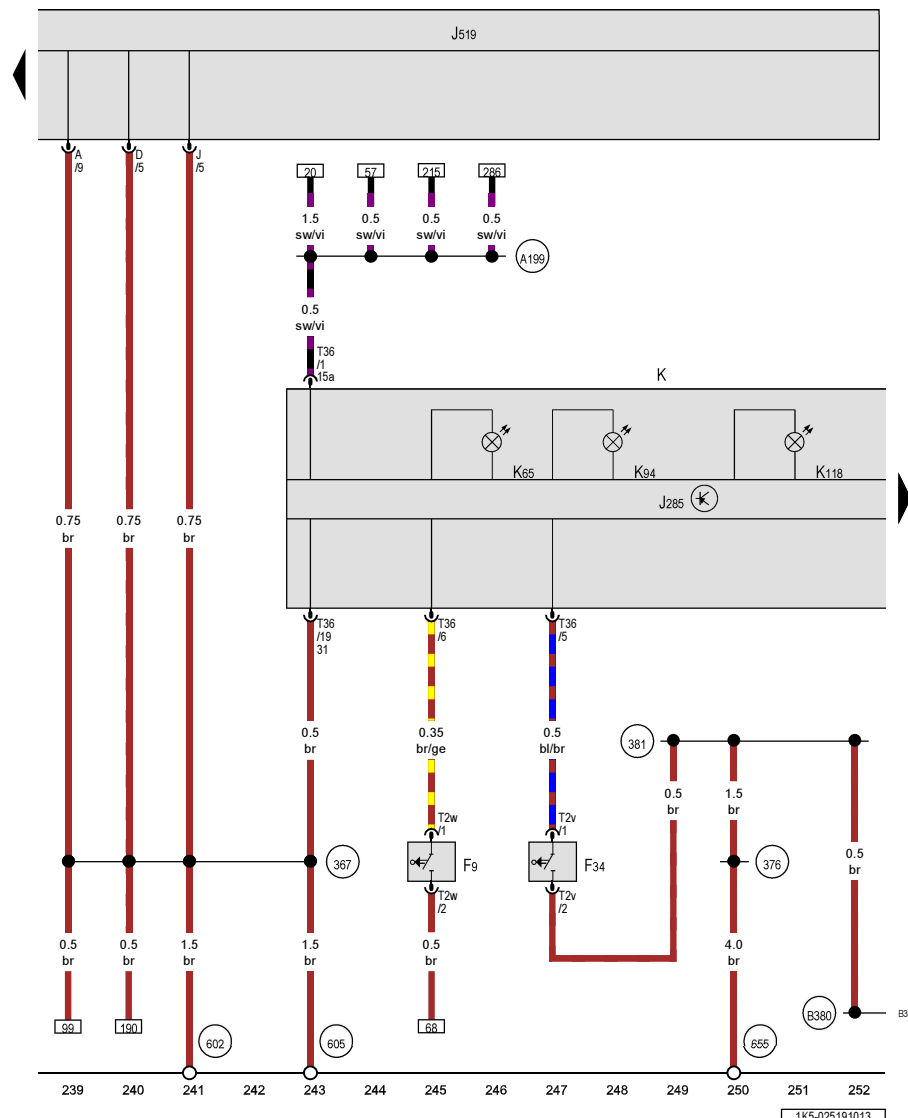 J519
A
/9
D
/5
J
/5
20
57
215
286
1.5
sw/vi
0.5
sw/vi
0.5
sw/vi
0.5
sw/vi
A199
0.5
sw/vi
T36
/1
15a
K
K65
K94
K118
J285
0.75
br
0.75
br
0.75
br
T36
/19
31
T36
/6
T36
/5
0.5
br
0.35
br/ge
0.5
bl/br
381
0.5
br
1.5
br
T2w
/1
T2v
/1
0.5
br
367
F9
F34
376
T2w
/2
T2v
/2
0.5
br
0.5
br
1.5
br
1.5
br
0.5
br
4.0
br
99
190
68
B380
B3
602
605
655
239
240
241
242
243
244
245
246
247
248
249
250
251
252
1K5-025191013